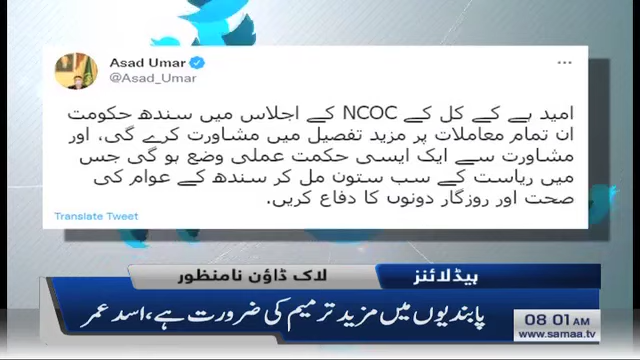 Asad Umar
@Asad_Umar
امید ہے کے کل کے NCOC کے اجلاس میں سندھ حکومت
ان تمام معاملات پر مزید تفصیل میں مشاورت کرے گی، اور
مشاورت سے ایک ایسی حکمت عملی وضع ہو گی جس
میں ریاست کے سب ستون مل کر سندھ کے عوام کی
صحت اور روزگار دونوں کا دفاع کریں.
Translate Tweet
ہیڈلائنز
لاک ڈاؤن نامنظور
پابندیوں میں مزید ترمیم کی ضرورت ہے، اسد عمر
08 01 AM
www.samaa.tv